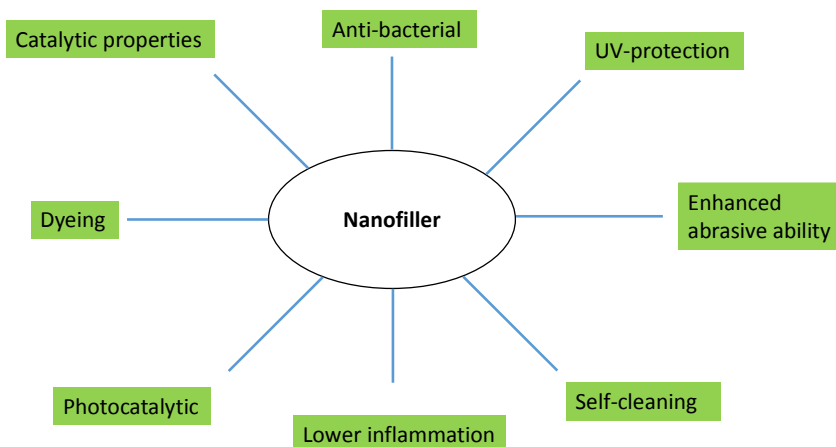 Anti-bacterial
Catalytic properties
UV-protection
Dyeing
Nanofiller
Enhanced
abrasive ability
Photocatalytic
Self-cleaning
Lower inflammation